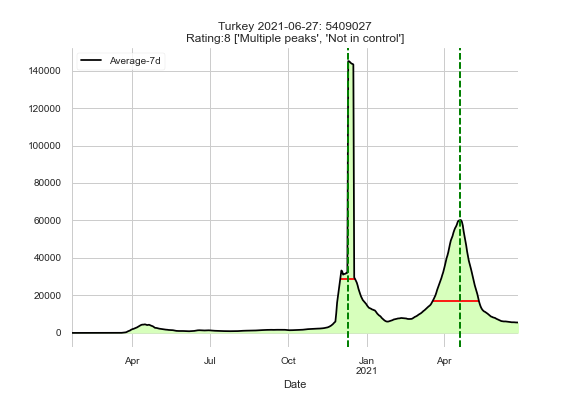 Turkey 2021-06-27: 5409027
Rating:8 ['Multiple peaks', 'Not in control']
Average-7d
140000
120000
100000
80000
60000
40000
20000
0
Apr
Jul
Oct
Jan
2021
Apr
Date